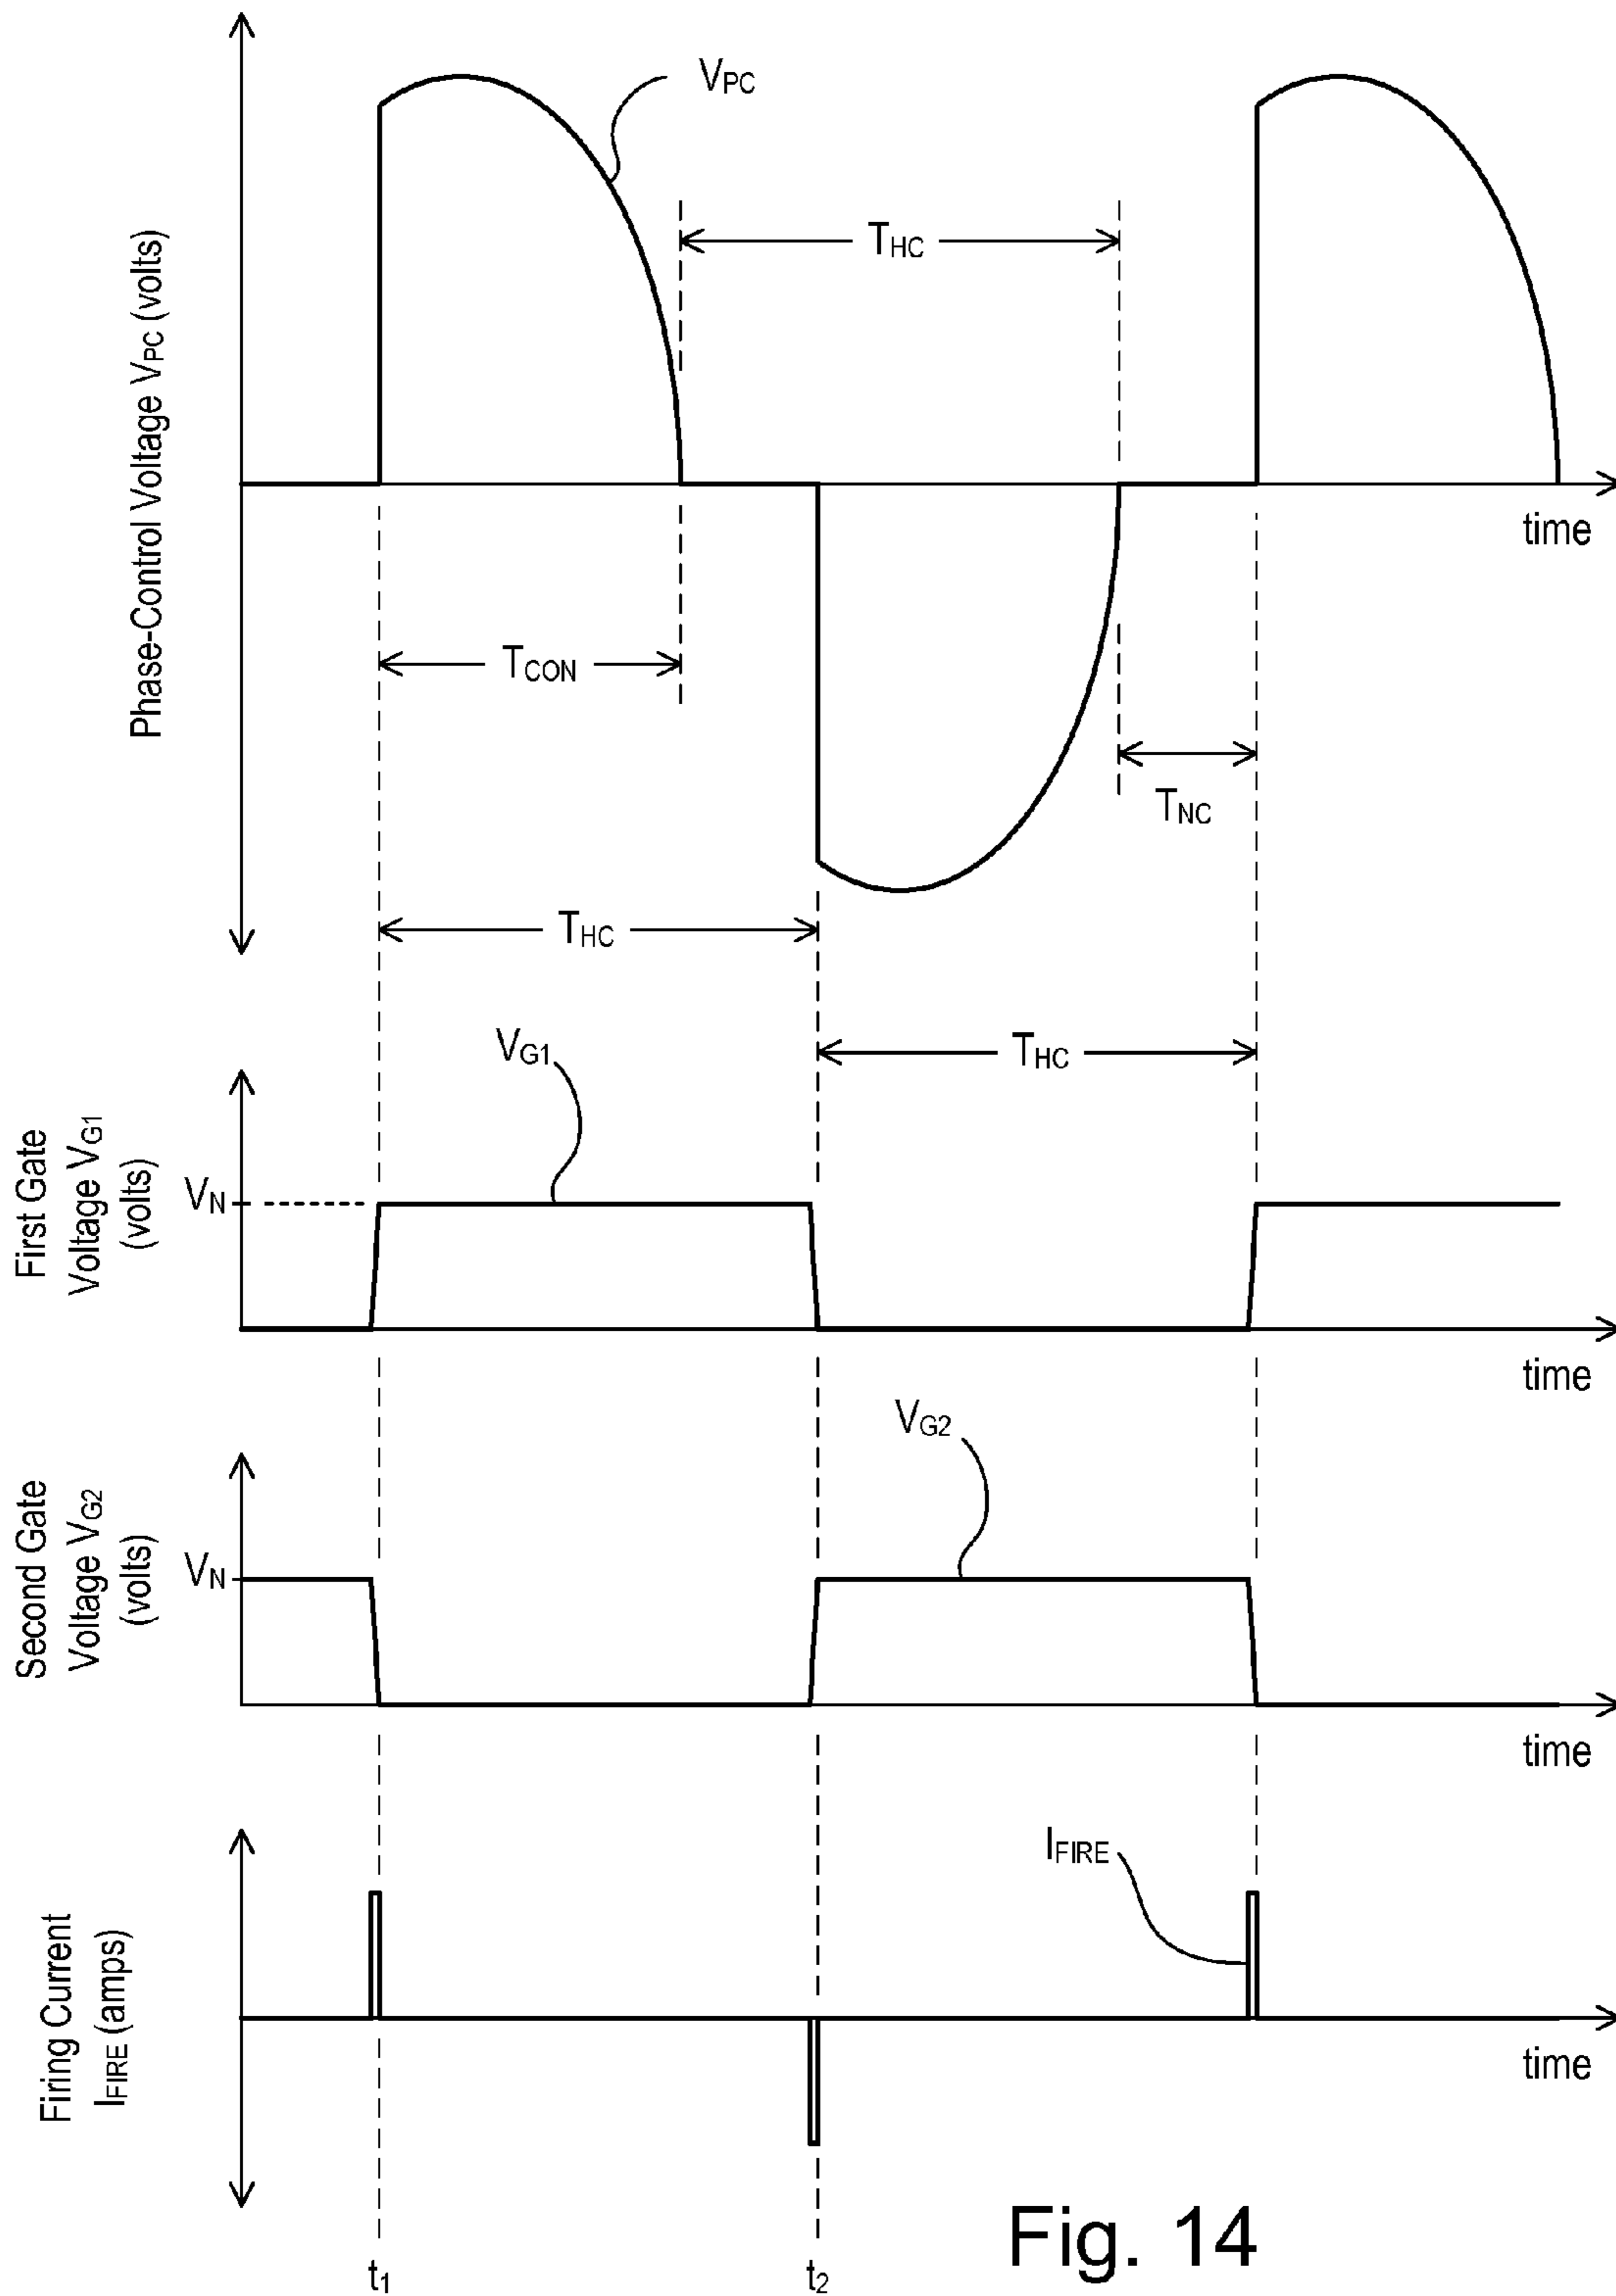 Phase-Control Voltage VPC (volts)
VPC
THC
time
TCON
TNC
THC
THC
First Gate
Voltage VG1
(volts)
VG1
VN
time
Second Gate
Voltage VG2
(volts)
VG2
VN
time
Firing Current
IFIRE (amps)
IFIRE
time
t1
t2
Fig. 14